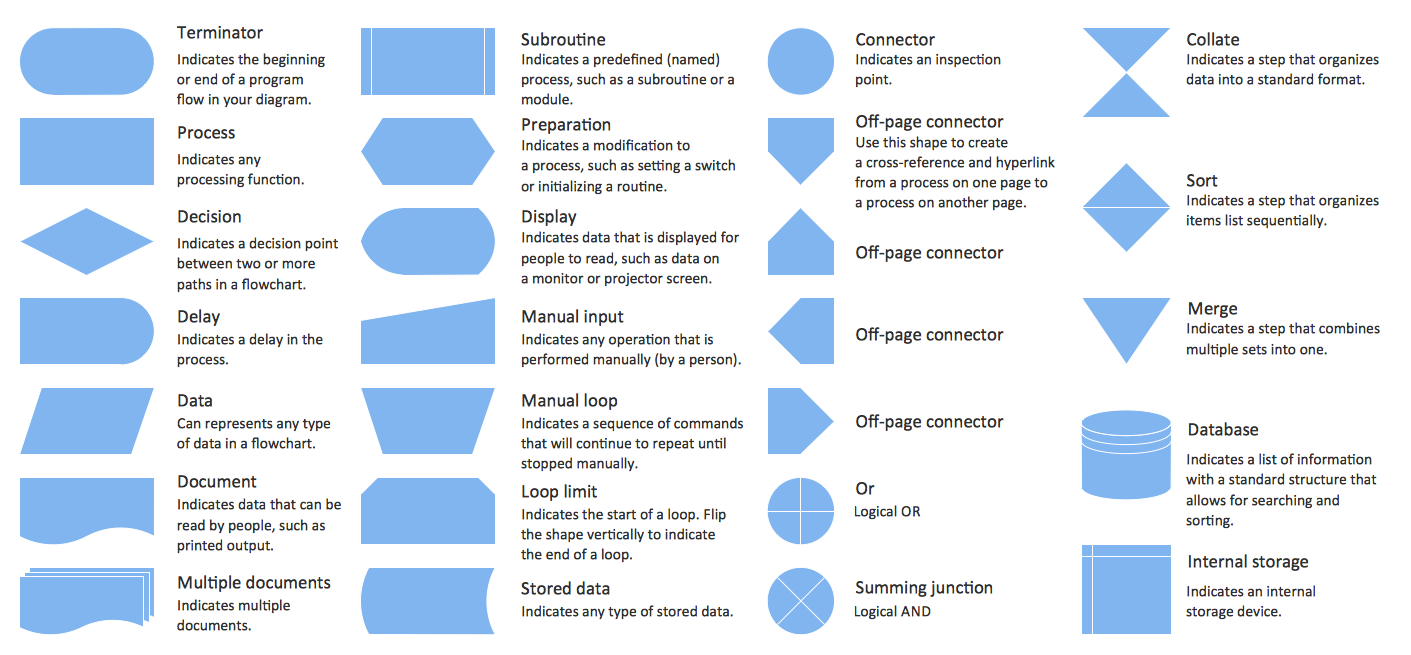 Terminator
Indicates the beginning
or end of a program
flow in your diagram.
Process
Indicates any
processing function.
Decision
Indicates a decision point
between two or more
paths in a flowchart.
Delay
Indicates a delay in the
process.
Data
Can represents any type
of data in a flowchart.
Document
Indicates data that can be
read by people, such as
printed output.
Multiple documents
Indicates multiple
documents.
Subroutine
Indicates a predefined (named)
process, such as a subroutine or a
module.
Preparation
Indicates a modification to
a process, such as setting a switch
or initializing a routine.
Display
Indicates data that is displayed for
people to read, such as data on
a monitor or projector screen.
Manual input
Indicates any operation that is
performed manually (by a person).
Manual loop
Indicates a sequence of commands
that will continue to repeat until
stopped manually.
Loop limit
Indicates the start of a loop. Flip
the shape vertically to indicate
the end of a loop.
Stored data
Indicates any type of stored data.
Connector
Indicates an inspection
point.
Off-page connector
Use this shape to create
a cross-reference and hyperlink
from a process on one page to
a process on another page.
Off-page connector
Off-page connector
Off-page connector
Or
Logical OR
Summing junction
Logical AND
Collate
Indicates a step that organizes
data into a standard format.
Sort
Indicates a step that organizes
items list sequentially.
Merge
Indicates a step that combines
multiple sets into one.
Database
Indicates a list of information
with a standard structure that
allows for searching and
sorting.
Internal storage
Indicates an internal
storage device.